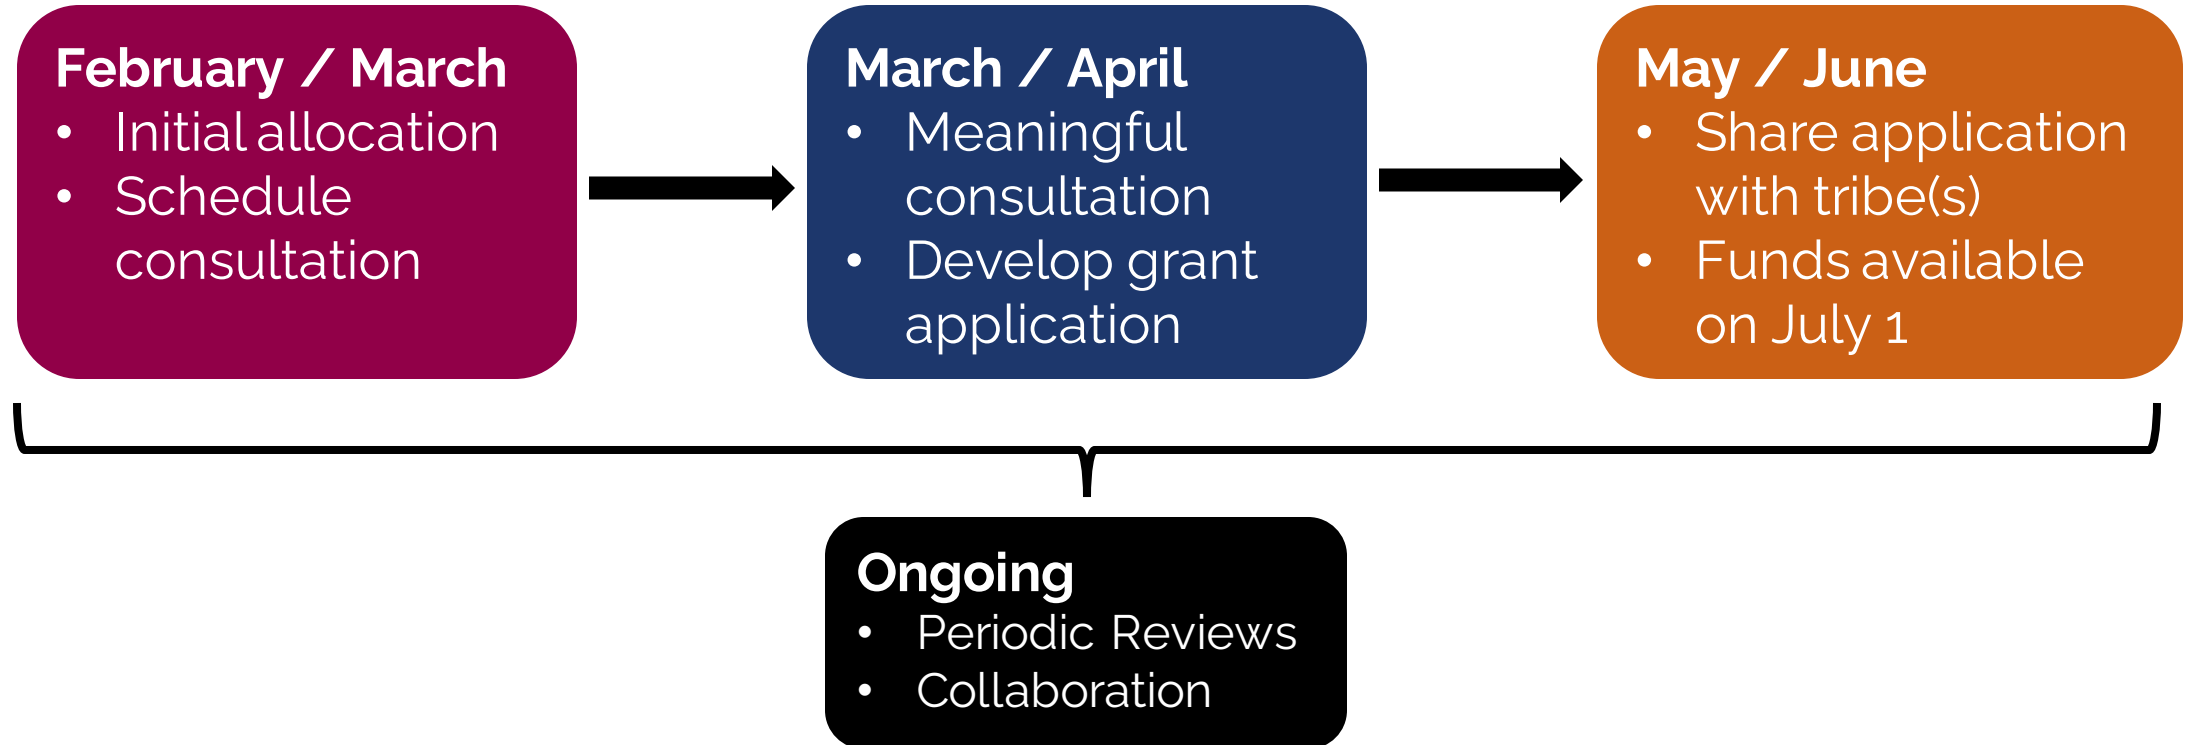 February / March
• Initial allocation
• Schedule
consultation
March / April
• Meaningful
consultation
• Develop grant
application
May / June
• Share application
with tribe(s)
• Funds available
on July 1
Ongoing
• Periodic Reviews
• Collaboration